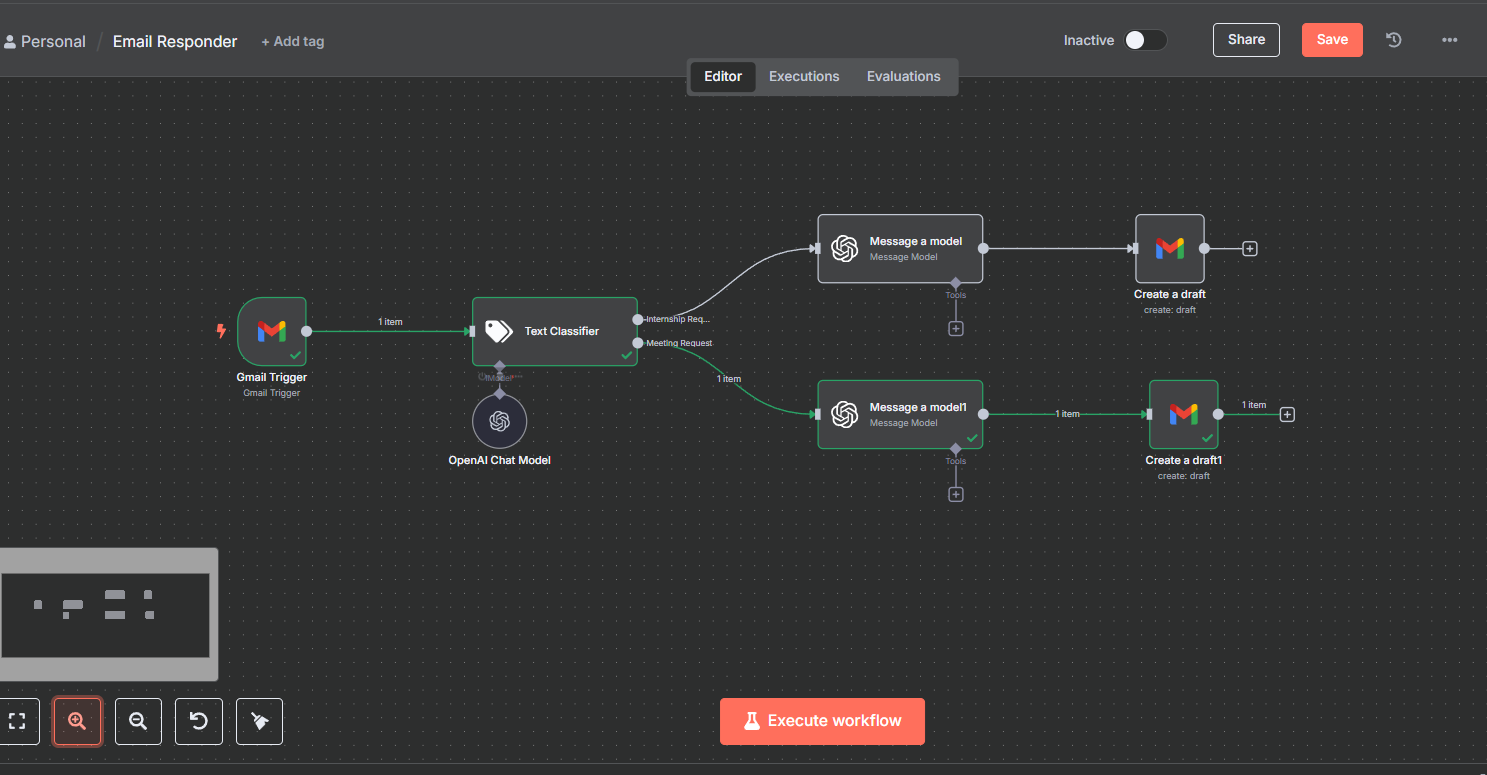 Personal / Email Responder + Add tag
Inactive
Share
Save
Editor Executions Evaluations
Gmail Trigger
Gmail Trigger
1 item
Text Classifier
Internship Req...
Meeting Request
OpenAI Chat Model
1 item
Message a model
Message Model
Tools
Create a draft
create: draft
Message a model1
Message Model
Tools
1 item
Create a draft1
create: draft
1 item
Execute workflow